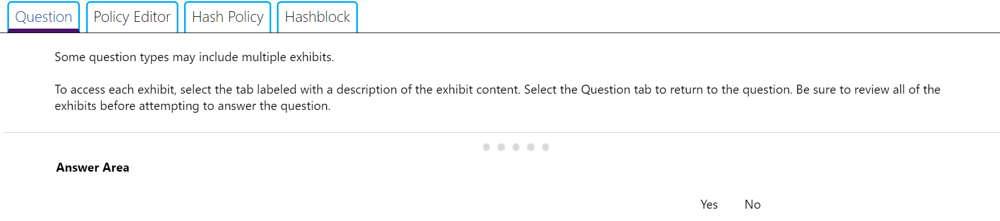 Question Policy Editor Hash Policy Hashblock
Some question types may include multiple exhibits.
To access each exhibit, select the tab labeled with a description of the exhibit content. Select the Question tab to return to the question. Be sure to review all of the
exhibits before attempting to answer the question.
Answer Area
Yes No